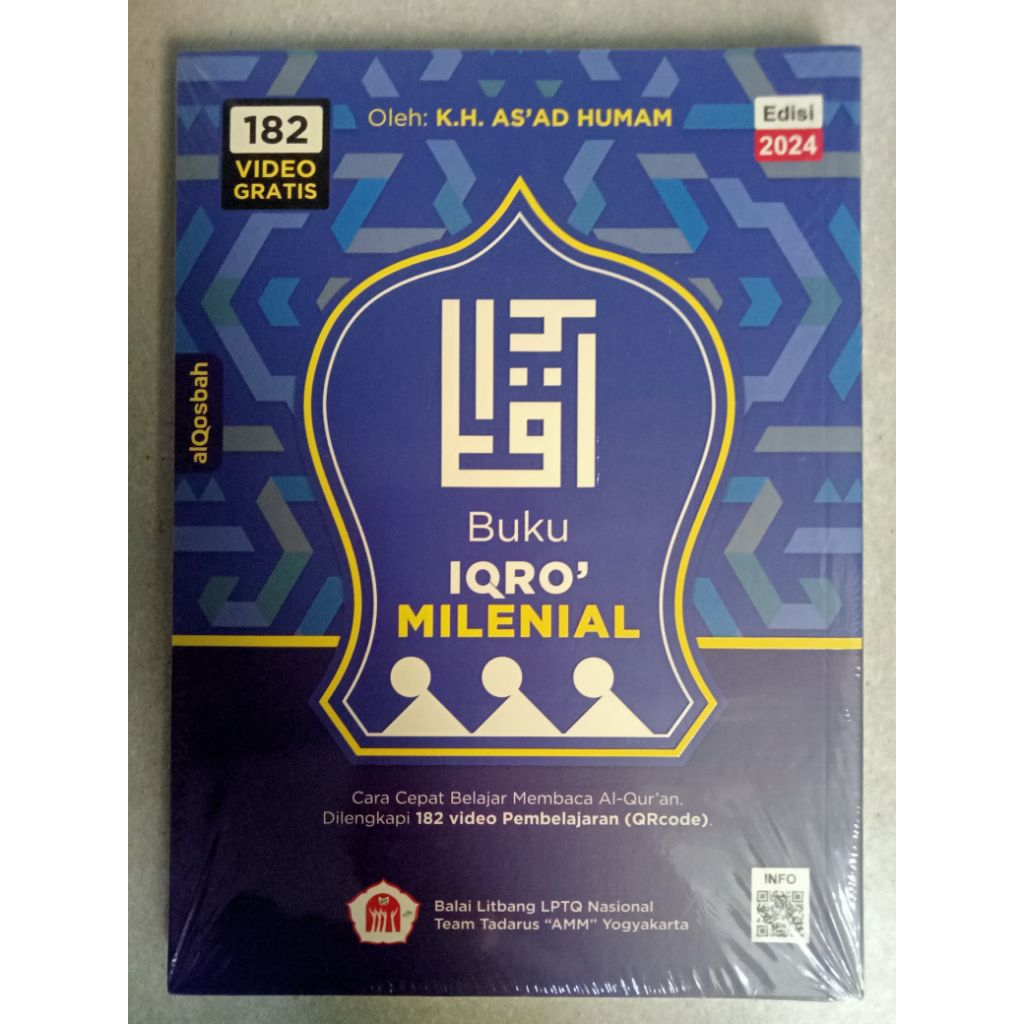 182
VIDEO
GRATIS
Oleh: K.H. AS'AD HUMAM
Edisi
2024
alQosbah
اقرأ
Buku
IQRO'
MILENIAL
Cara Cepat Belajar Membaca Al-Qur'an.
Dilengkapi 182 video Pembelajaran (QRcode).
Balai Litbang LPTQ Nasional
Team Tadarus "AMM" Yogyakarta
INFO